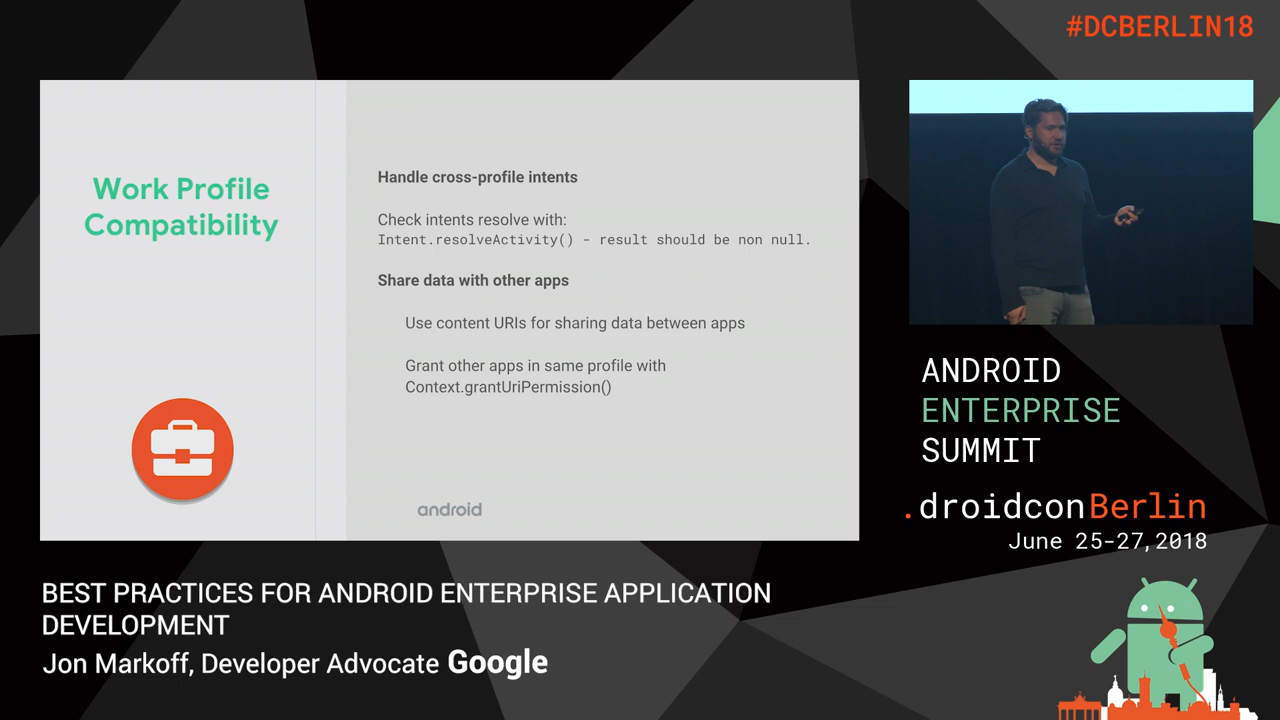 #DCBERLIN18
Work Profile
Compatibility
Handle cross-profile intents
Check intents resolve with:
Intent.resolveActivity() - result should be non null.
Share data with other apps
Use content URIs for sharing data between apps
Grant other apps in same profile with
Context.grantUriPermission()
android
ANDROID
ENTERPRISE
SUMMIT
.droidconBerlin
June 25-27, 2018
BEST PRACTICES FOR ANDROID ENTERPRISE APPLICATION
DEVELOPMENT
Jon Markoff, Developer Advocate Google